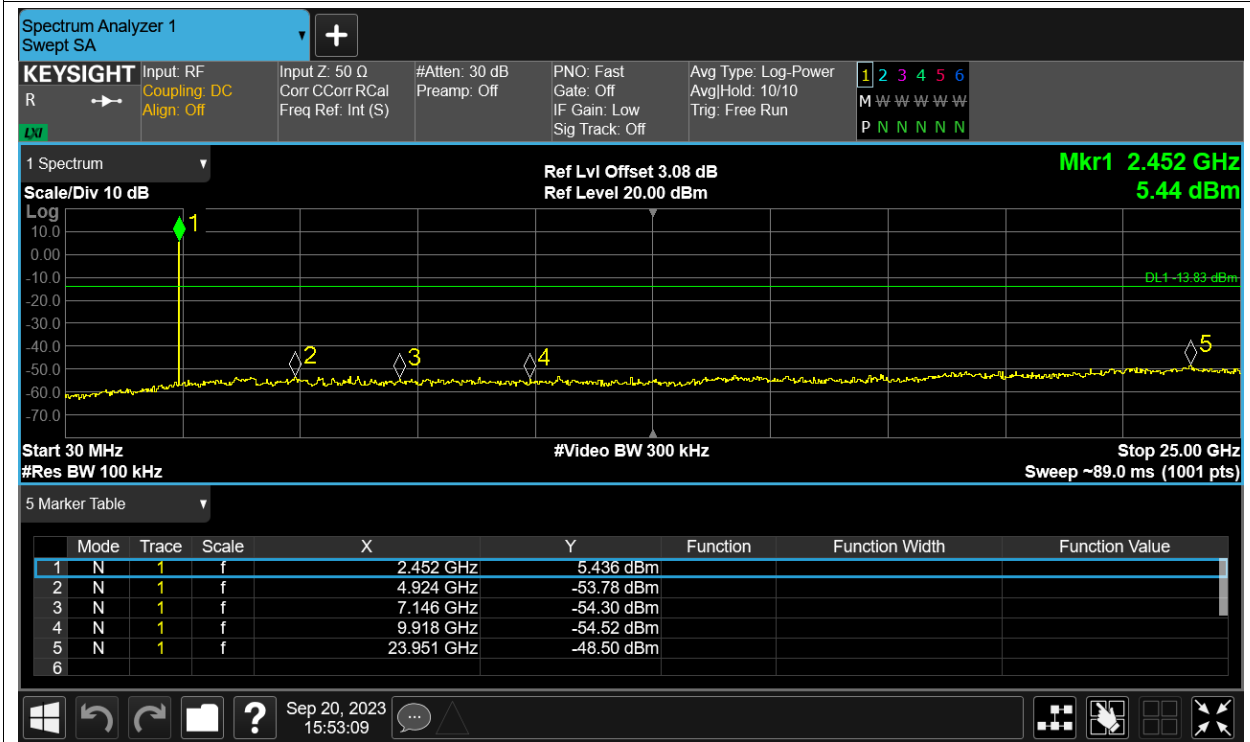 Spectrum Analyzer 1
Swept SA
KEYSIGHT Input: RF Input Z: 50 Ω #Atten: 30 dB PNO: Fast Avg Type: Log-Power 1 2 3 4 5 6
R Coupling: DC Corr CCorr RCal Preamp: Off Gate: Off Avg|Hold: 10/10 M W W W W W
Align: Off Freq Ref: Int (S) IF Gain: Low Trig: Free Run
LXI Sig Track: Off P N N N N N
1 Spectrum Ref Lvl Offset 3.08 dB Mkr1 2.452 GHz
Scale/Div 10 dB Ref Level 20.00 dBm 5.44 dBm
Log
1
10.0
0.00
-10.0 DL1 -13.83 dBm
-20.0
-30.0
-40.0 2 3 4 5
-50.0
-60.0
-70.0
Start 30 MHz #Video BW 300 kHz Stop 25.00 GHz
#Res BW 100 kHz Sweep ~89.0 ms (1001 pts)
5 Marker Table
Mode Trace Scale X Y Function Function Width Function Value
1 N 1 f 2.452 GHz 5.436 dBm
2 N 1 f 4.924 GHz -53.78 dBm
3 N 1 f 7.146 GHz -54.30 dBm
4 N 1 f 9.918 GHz -54.52 dBm
5 N 1 f 23.951 GHz -48.50 dBm
6
? Sep 20, 2023
15:53:09